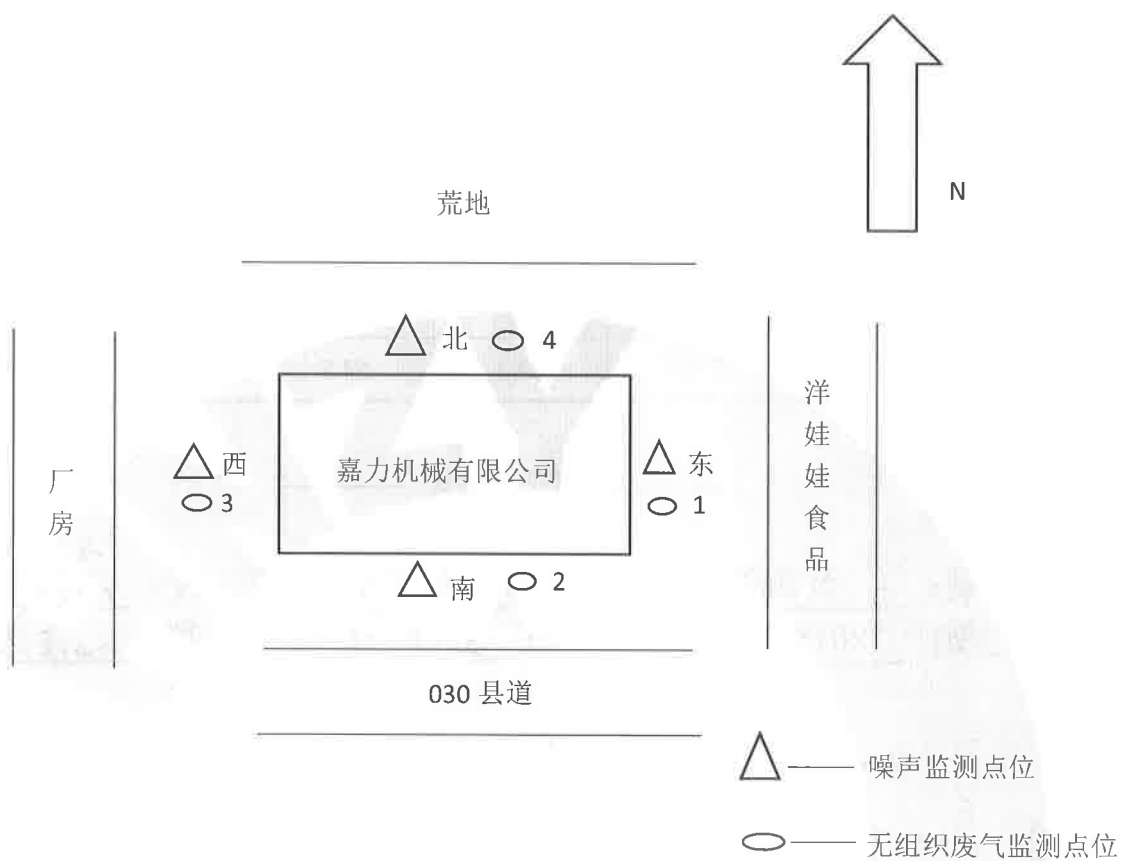 N
荒地
北 4
洋娃娃食品
西
嘉力机械有限公司
东
厂房
3
1
南 2
030 县道
噪声监测点位
无组织废气监测点位